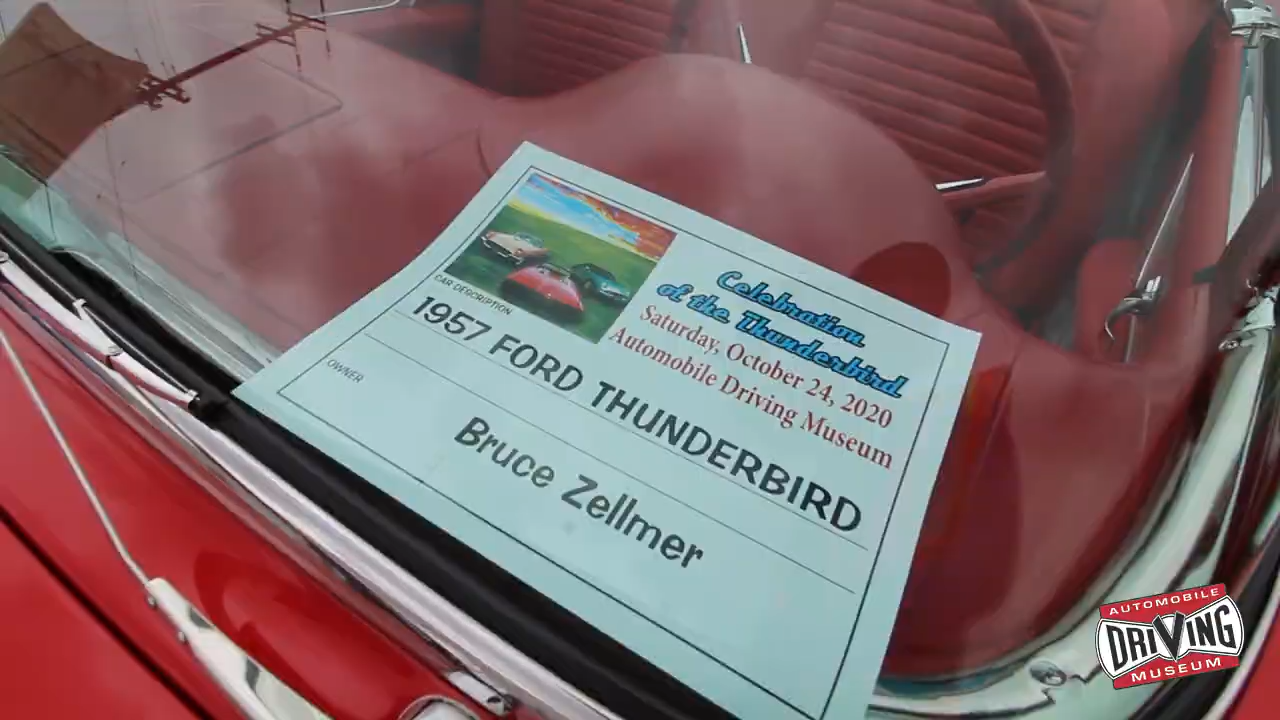 Celebration
of the Thunderbird
Saturday, October 24, 2020
Automobile Driving Museum
CAR DERCRIPTION
1957 FORD THUNDERBIRD
OWNER
Bruce Zellmer
AUTOMOBILE
DRIVING
MUSEUM